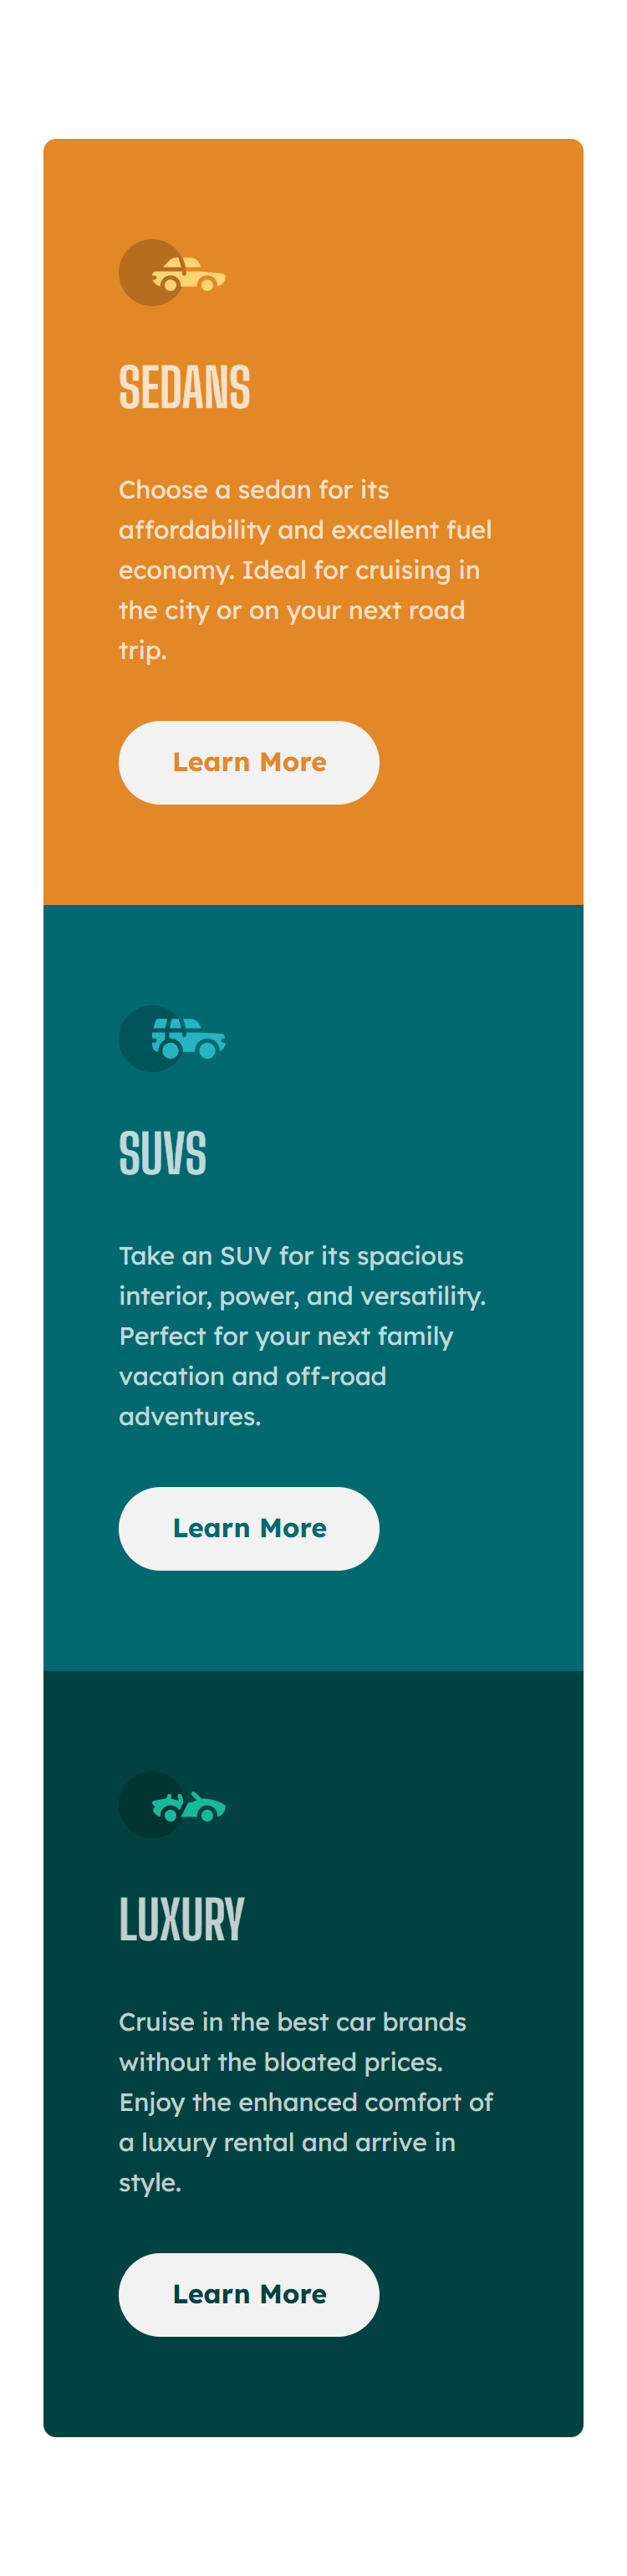 SEDANS
Choose a sedan for its
affordability and excellent fuel
economy. Ideal for cruising in
the city or on your next road
trip.
Learn More
SUVS
Take an SUV for its spacious
interior, power, and versatility.
Perfect for your next family
vacation and off-road
adventures.
Learn More
LUXURY
Cruise in the best car brands
without the bloated prices.
Enjoy the enhanced comfort of
a luxury rental and arrive in
style.
Learn More